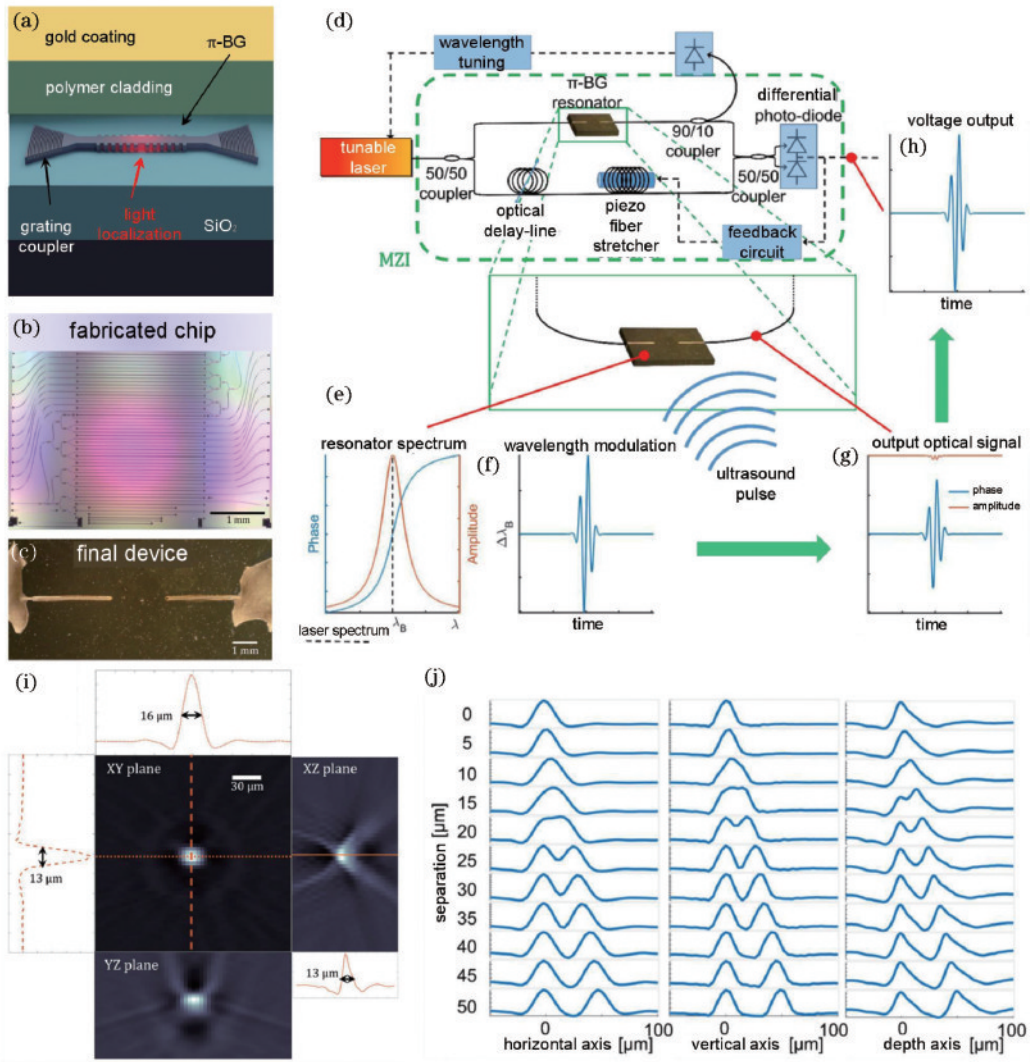 (a)
gold coating
π-BG
polymer cladding
grating
coupler
light
localization
SiO₂
(b)
fabricated chip
1 mm
(c)
final device
1 mm
(d)
wavelength
tuning
π-BG
resonator
differential
photo-diode
90/10
coupler
tunable
laser
50/50
coupler
50/50
coupler
optical
delay-line
piezo
fiber
stretcher
feedback
circuit
MZI
(h)
voltage output
time
(e)
resonator spectrum
Phase
Amplitude
λB
λ
laser spectrum
(f)
wavelength modulation
ΔλB
time
ultrasound
pulse
(g)
output optical signal
phase
amplitude
time
(i)
16 μm
XY plane
30 μm
XZ plane
13 μm
YZ plane
13 μm
(j)
separation [μm]
0
5
10
15
20
25
30
35
40
45
50
0 100
horizontal axis [μm]
0 100
vertical axis [μm]
0 100
depth axis [μm]